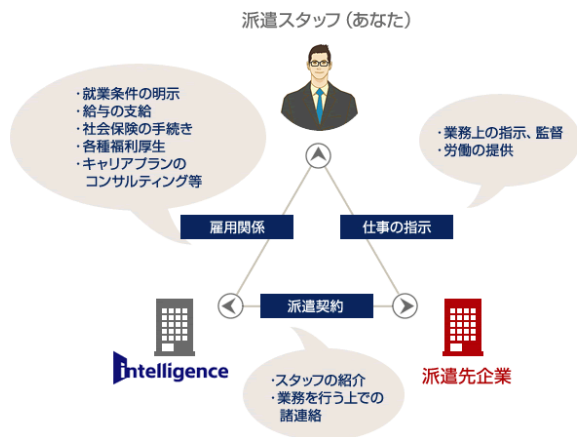 派遣スタッフ（あなた）
・就業条件の明示
・給与の支給
・社会保険の手続き
・各種福利厚生
・キャリアプランの
コンサルティング等
・業務上の指示、監督
・労働の提供
雇用関係
仕事の指示
派遣契約
intelligence
派遣先企業
・スタッフの紹介
・業務を行う上での
諸連絡